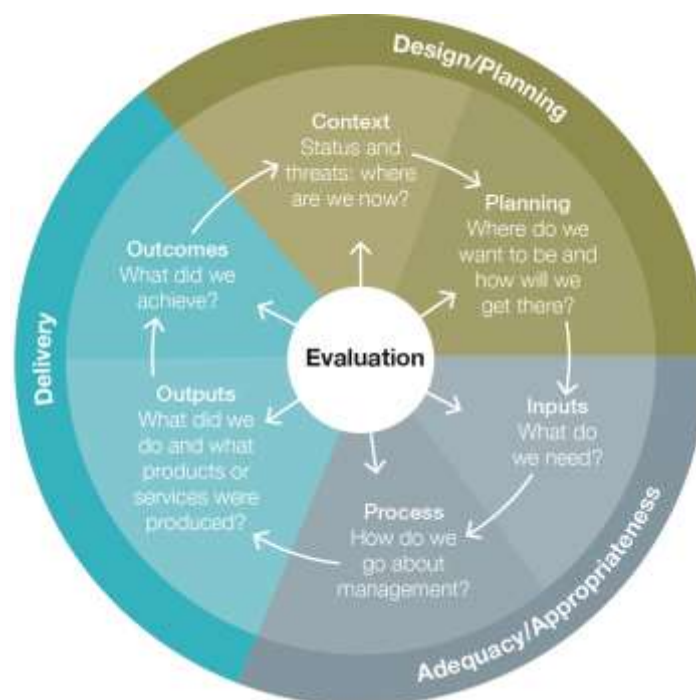 Design/Planning
Context
Status and
threats: where
are we now?
Planning
Where do we
want to be and
how will we
get there?
Inputs
What do
we need?
Adequacy/Appropriateness
Process
How do we
go about
management?
Outputs
What did we
do and what
products or
services were
produced?
Outcomes
What did we
achieve?
Delivery
Evaluation